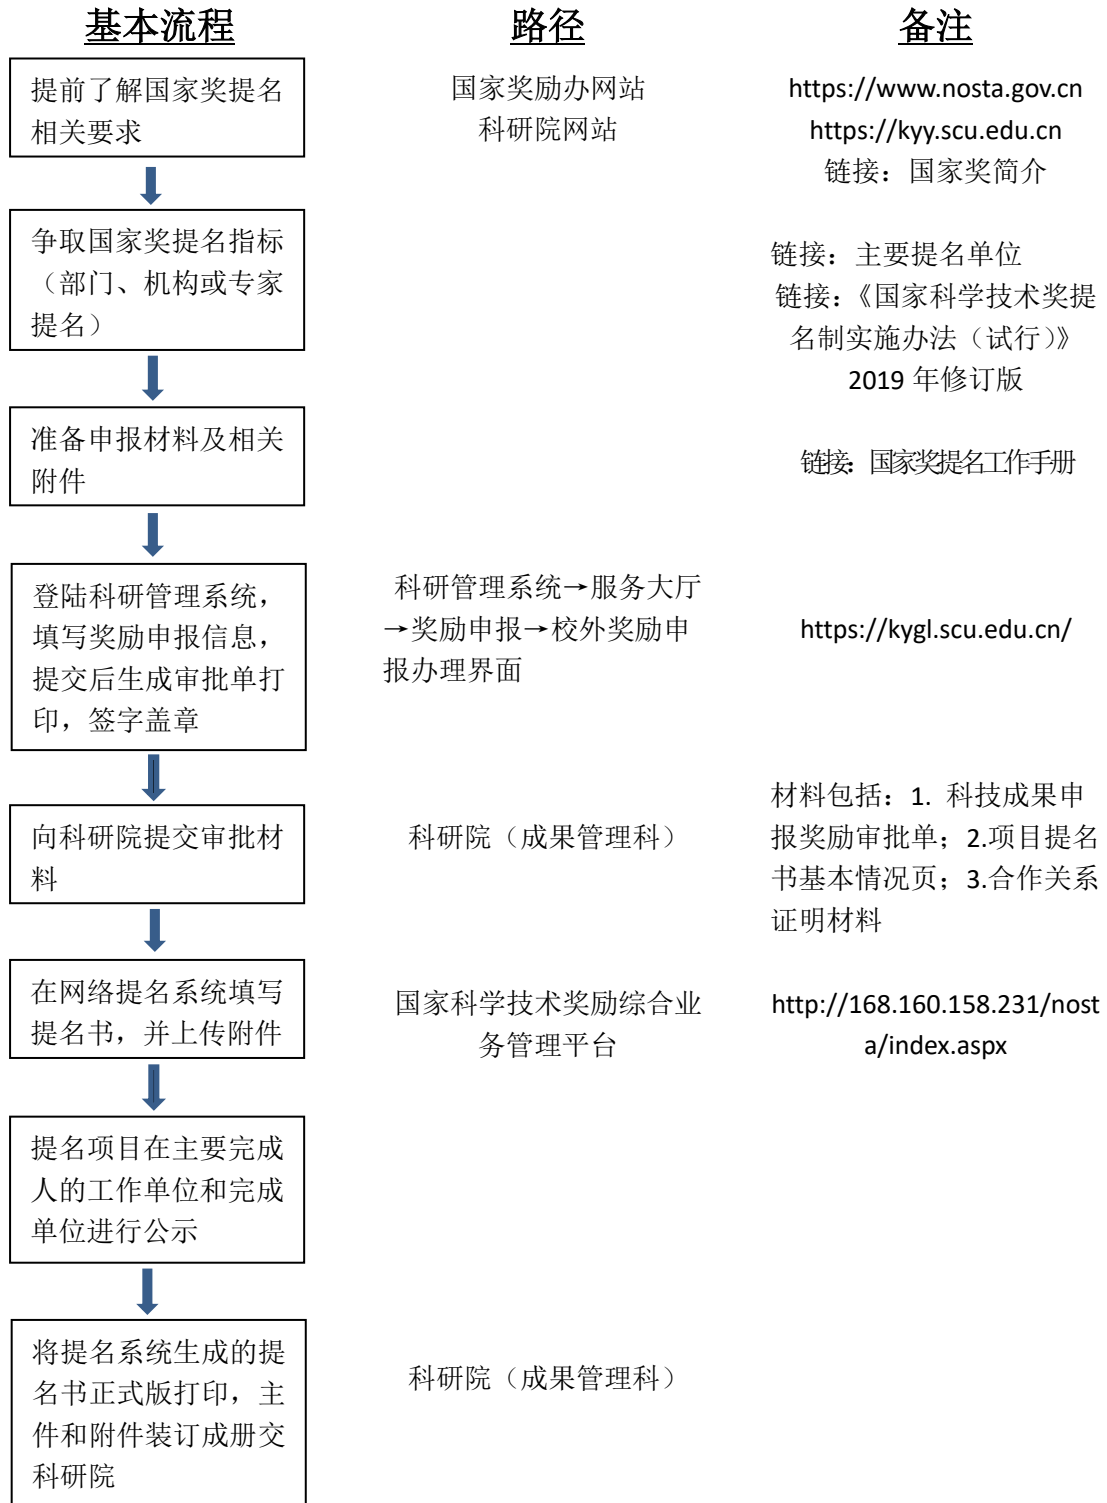 基本流程 路径 备注
提前了解国家奖提名
相关要求
国家奖励办网站
科研院网站
https://www.nosta.gov.cn
https://kyy.scu.edu.cn
链接：国家奖简介
争取国家奖提名指标
（部门、机构或专家
提名）
链接：主要提名单位
链接：《国家科学技术奖提
名制实施办法（试行）》
2019 年修订版
准备申报材料及相关
附件
链接：国家奖提名工作手册
登陆科研管理系统，
填写奖励申报信息，
提交后生成审批单打
印，签字盖章
科研管理系统→服务大厅
→奖励申报→校外奖励申
报办理界面
https://kygl.scu.edu.cn/
向科研院提交审批材
料
科研院（成果管理科）
材料包括：1. 科技成果申
报奖励审批单；2.项目提名
书基本情况页；3.合作关系
证明材料
在网络提名系统填写
提名书，并上传附件
国家科学技术奖励综合业
务管理平台
http://168.160.158.231/nost
a/index.aspx
提名项目在主要完成
人的工作单位和完成
单位进行公示
将提名系统生成的提
名书正式版打印，主
件和附件装订成册交
科研院
科研院（成果管理科）